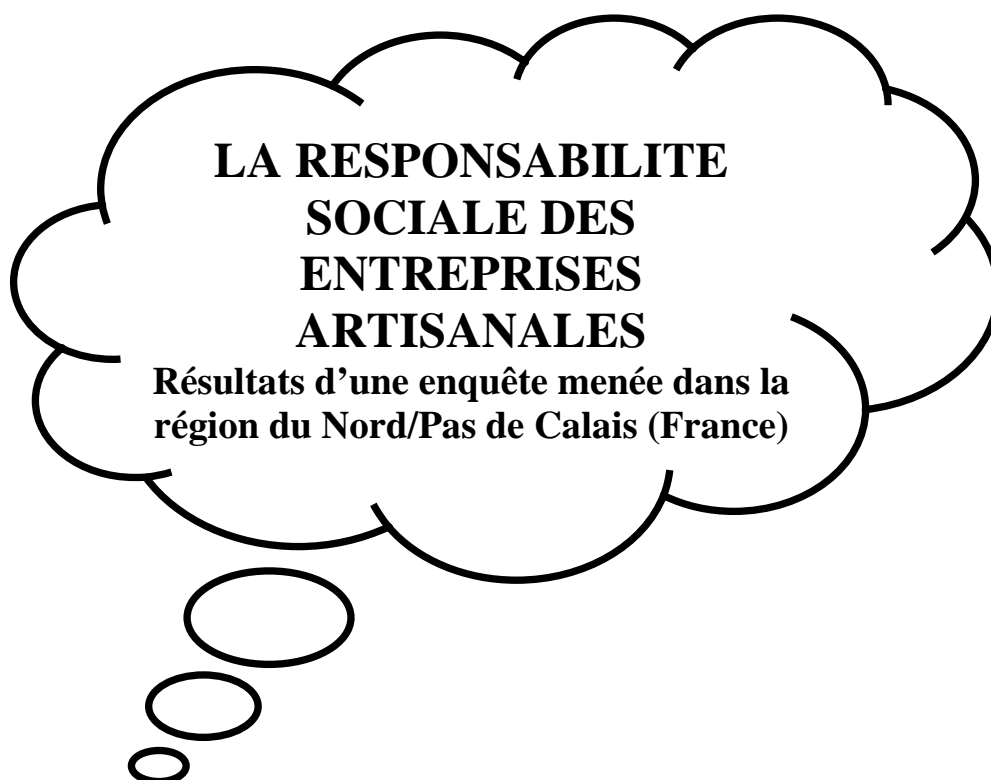 LA RESPONSABILITE
SOCIALE DES
ENTREPRISES
ARTISANALES
Résultats d’une enquête menée dans la
région du Nord/Pas de Calais (France)